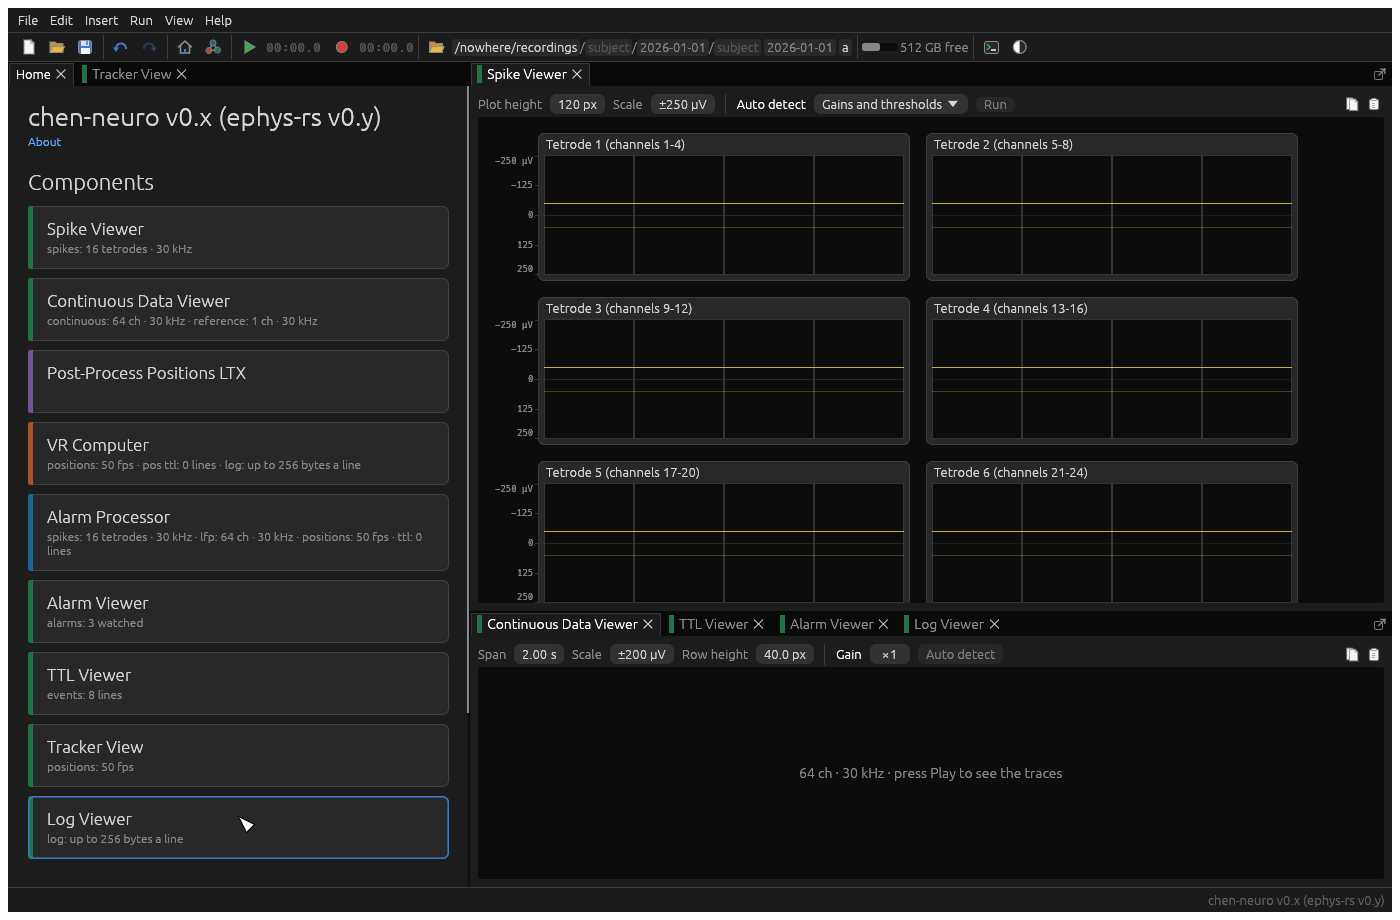 File Edit Insert Run View Help
00:00.0 00:00.0 /nowhere/recordings/subject/2026-01-01/subject 2026-01-01 a 512 GB free
Home Tracker View
chen-neuro v0.x (ephys-rs v0.y)
About
Components
Spike Viewer
spikes: 16 tetrodes · 30 kHz
Continuous Data Viewer
continuous: 64 ch · 30 kHz · reference: 1 ch · 30 kHz
Post-Process Positions LTX
VR Computer
positions: 50 fps · pos ttl: 0 lines · log: up to 256 bytes a line
Alarm Processor
spikes: 16 tetrodes · 30 kHz · lfp: 64 ch · 30 kHz · positions: 50 fps · ttl: 0
lines
Alarm Viewer
alarms: 3 watched
TTL Viewer
events: 8 lines
Tracker View
positions: 50 fps
Log Viewer
log: up to 256 bytes a line
Spike Viewer
Plot height 120 px Scale ±250 µV Auto detect Gains and thresholds Run
Tetrode 1 (channels 1-4) Tetrode 2 (channels 5-8)
−250 µV
−125
0
125
250
Tetrode 3 (channels 9-12) Tetrode 4 (channels 13-16)
−250 µV
−125
0
125
250
Tetrode 5 (channels 17-20) Tetrode 6 (channels 21-24)
−250 µV
−125
0
125
250
Continuous Data Viewer TTL Viewer Alarm Viewer Log Viewer
Span 2.00 s Scale ±200 µV Row height 40.0 px Gain ×1 Auto detect
64 ch · 30 kHz · press Play to see the traces
chen-neuro v0.x (ephys-rs v0.y)